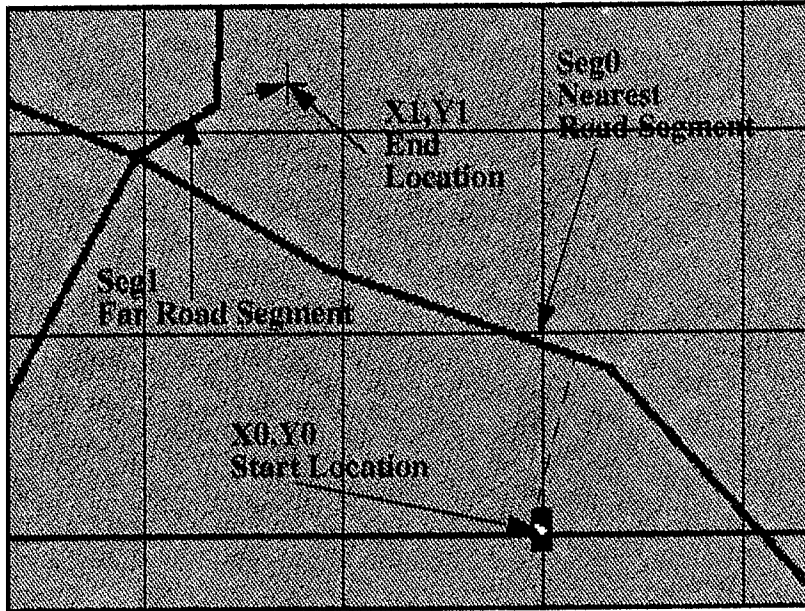 Seg0
Nearest
Road Segment
X1,Y1
End
Location
Seg1
Far Road Segment
X0,Y0
Start Location